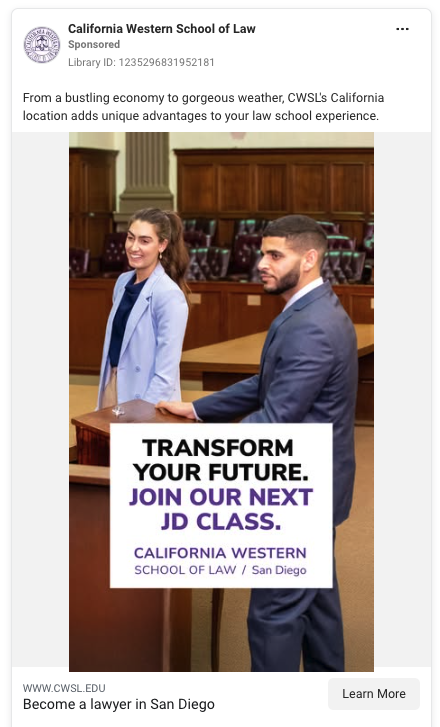 California Western School of Law
Sponsored
Library ID: 1235296831952181
From a bustling economy to gorgeous weather, CWSL's California
location adds unique advantages to your law school experience.
TRANSFORM
YOUR FUTURE.
JOIN OUR NEXT
JD CLASS.
CALIFORNIA WESTERN
SCHOOL OF LAW / San Diego
WWW.CWSL.EDU
Become a lawyer in San Diego
Learn More